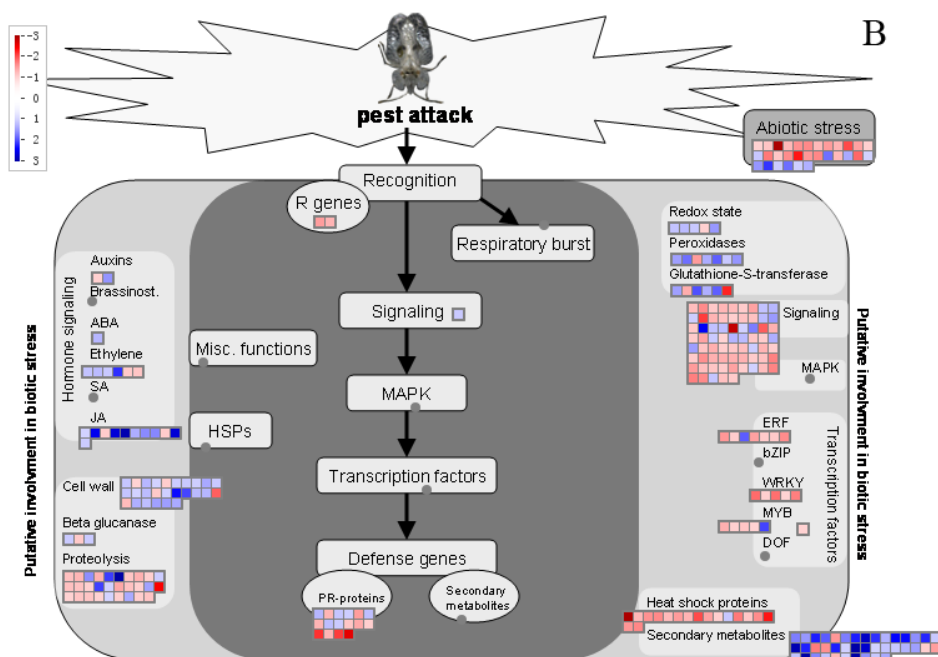 B
--3
--2
--1
- 0
- 1
- 2
- 3
pest attack
Abiotic stress
Recognition
R genes
Respiratory burst
Redox state
Peroxidases
Glutathione-S-transferase
Signaling
MAPK
Auxins
Brassinost.
ABA
Ethylene
SA
JA
Hormone signaling
Signaling
Misc. functions
MAPK
HSPs
Transcription factors
Defense genes
PR-proteins
Secondary
metabolites
Cell wall
Beta glucanase
Proteolysis
Putative involvment in biotic stress
ERF
bZIP
WRKY
MYB
DOF
Transcription factors
Putative involvment in biotic stress
Heat shock proteins
Secondary metabolites